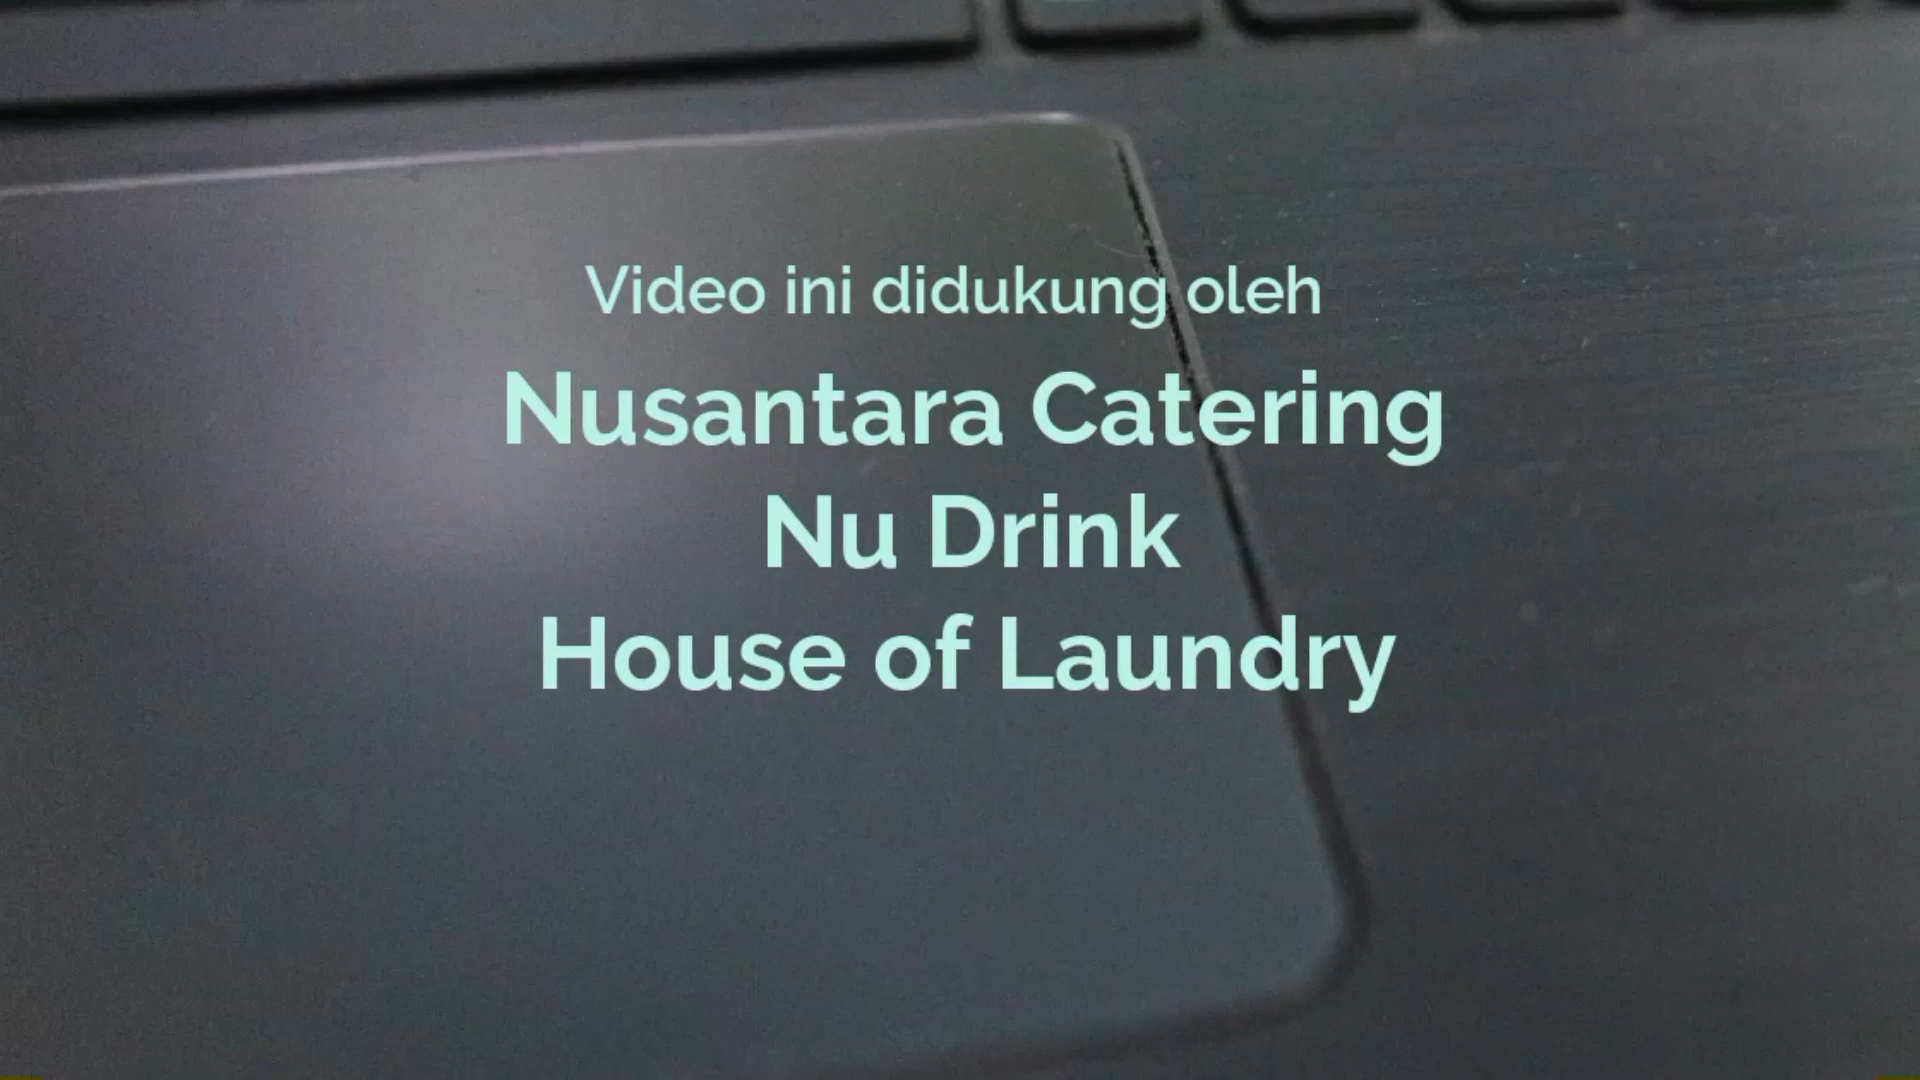 Video ini didukung oleh
Nusantara Catering
Nu Drink
House of Laundry